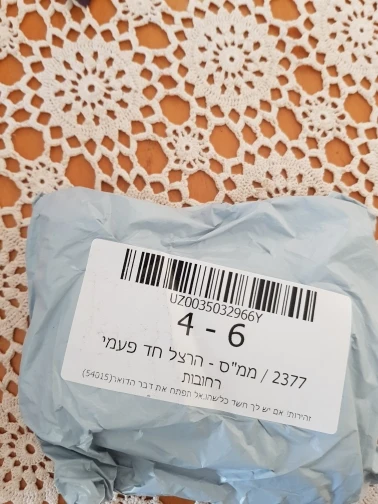 UZ0035032966Y
4 - 6
2377 / ממ"ס - הרצל חד פעמי
רחובות
זהירות! אם יש לך חשד כלשהו.אל תפתח את דבר הדואר(54015)